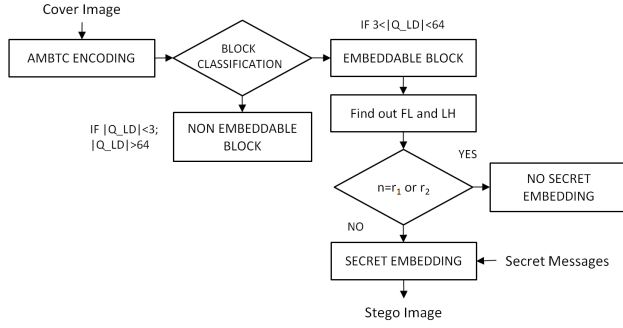 Cover Image
IF 3<|Q_LD|<64
AMBTC ENCODING
BLOCK
CLASSIFICATION
EMBEDDABLE BLOCK
IF |Q_LD|<3;
|Q_LD|>64
NON EMBEDDABLE
BLOCK
Find out FL and LH
YES
n=r₁ or r₂
NO SECRET
EMBEDDING
NO
SECRET EMBEDDING
Secret Messages
Stego Image